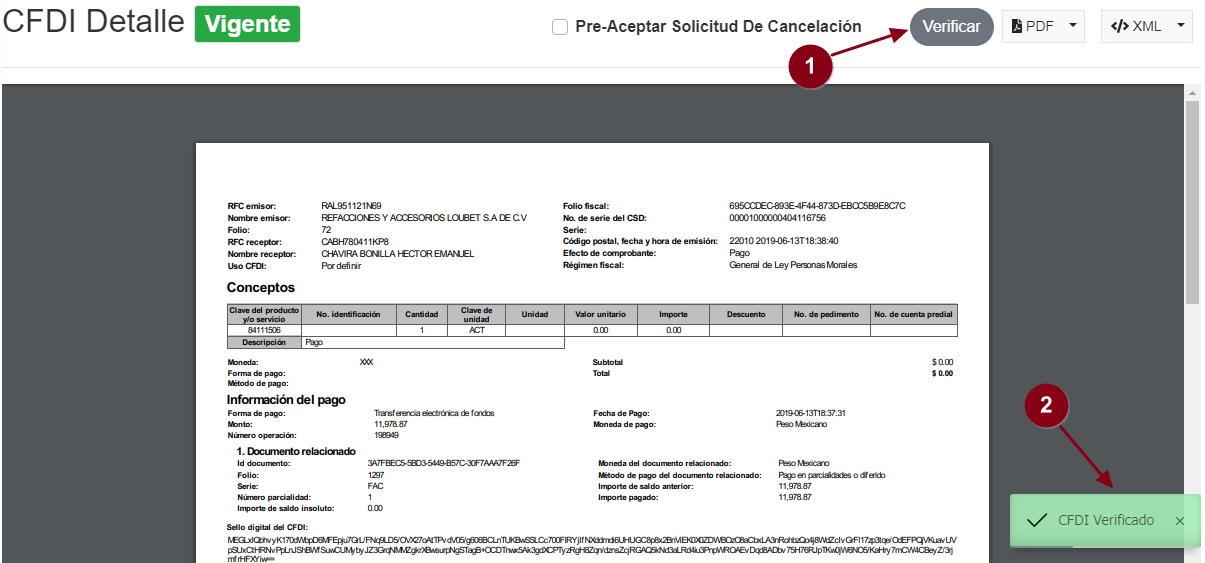 CFDI Detalle Vigente
Pre-Aceptar Solicitud De Cancelación Verificar PDF XML
1
RFC emisor: RAL951121N69 Folio fiscal: 695CCDEC-893E-4F44-873D-EBCC5B9E8C7C
Nombre emisor: REFACCIONES Y ACCESORIOS LOUBET S.A DE C.V No. de serie del CSD: 00001000000404116756
Folio: 72 Serie:
RFC receptor: CABH780411KP8 Código postal, fecha y hora de emisión: 22010 2019-06-13T18:38:40
Nombre receptor: CHAVIRA BONILLA HECTOR EMANUEL Efecto de comprobante: Pago
Uso CFDI: Por definir Régimen fiscal: General de Ley Personas Morales
Conceptos
Clave del producto y/o servicio No. identificación Cantidad Clave de unidad Unidad Valor unitario Importe Descuento No. de pedimento No. de cuenta predial
84111506 1 ACT 0.00 0.00
Descripción Pago
Moneda: XXX Subtotal $ 0.00
Forma de pago: Total $ 0.00
Método de pago:
Información del pago
Forma de pago: Transferencia electrónica de fondos Fecha de Pago: 2019-06-13T18:37:31
Monto: 11,978.87 Moneda de pago: Peso Mexicano
Número operación: 198949
2
1. Documento relacionado
Id documento: 3A7FBEC5-5BD3-5449-B57C-30F7AAA7F26F Moneda del documento relacionado: Peso Mexicano
Folio: 1297 Método de pago del documento relacionado: Pago en parcialidades o diferido
Serie: FAC Importe de saldo anterior: 11,978.87
Número parcialidad: 1 Importe pagado: 11,978.87
Importe de saldo insoluto: 0.00
CFDI Verificado ×
Sello digital del CFDI: